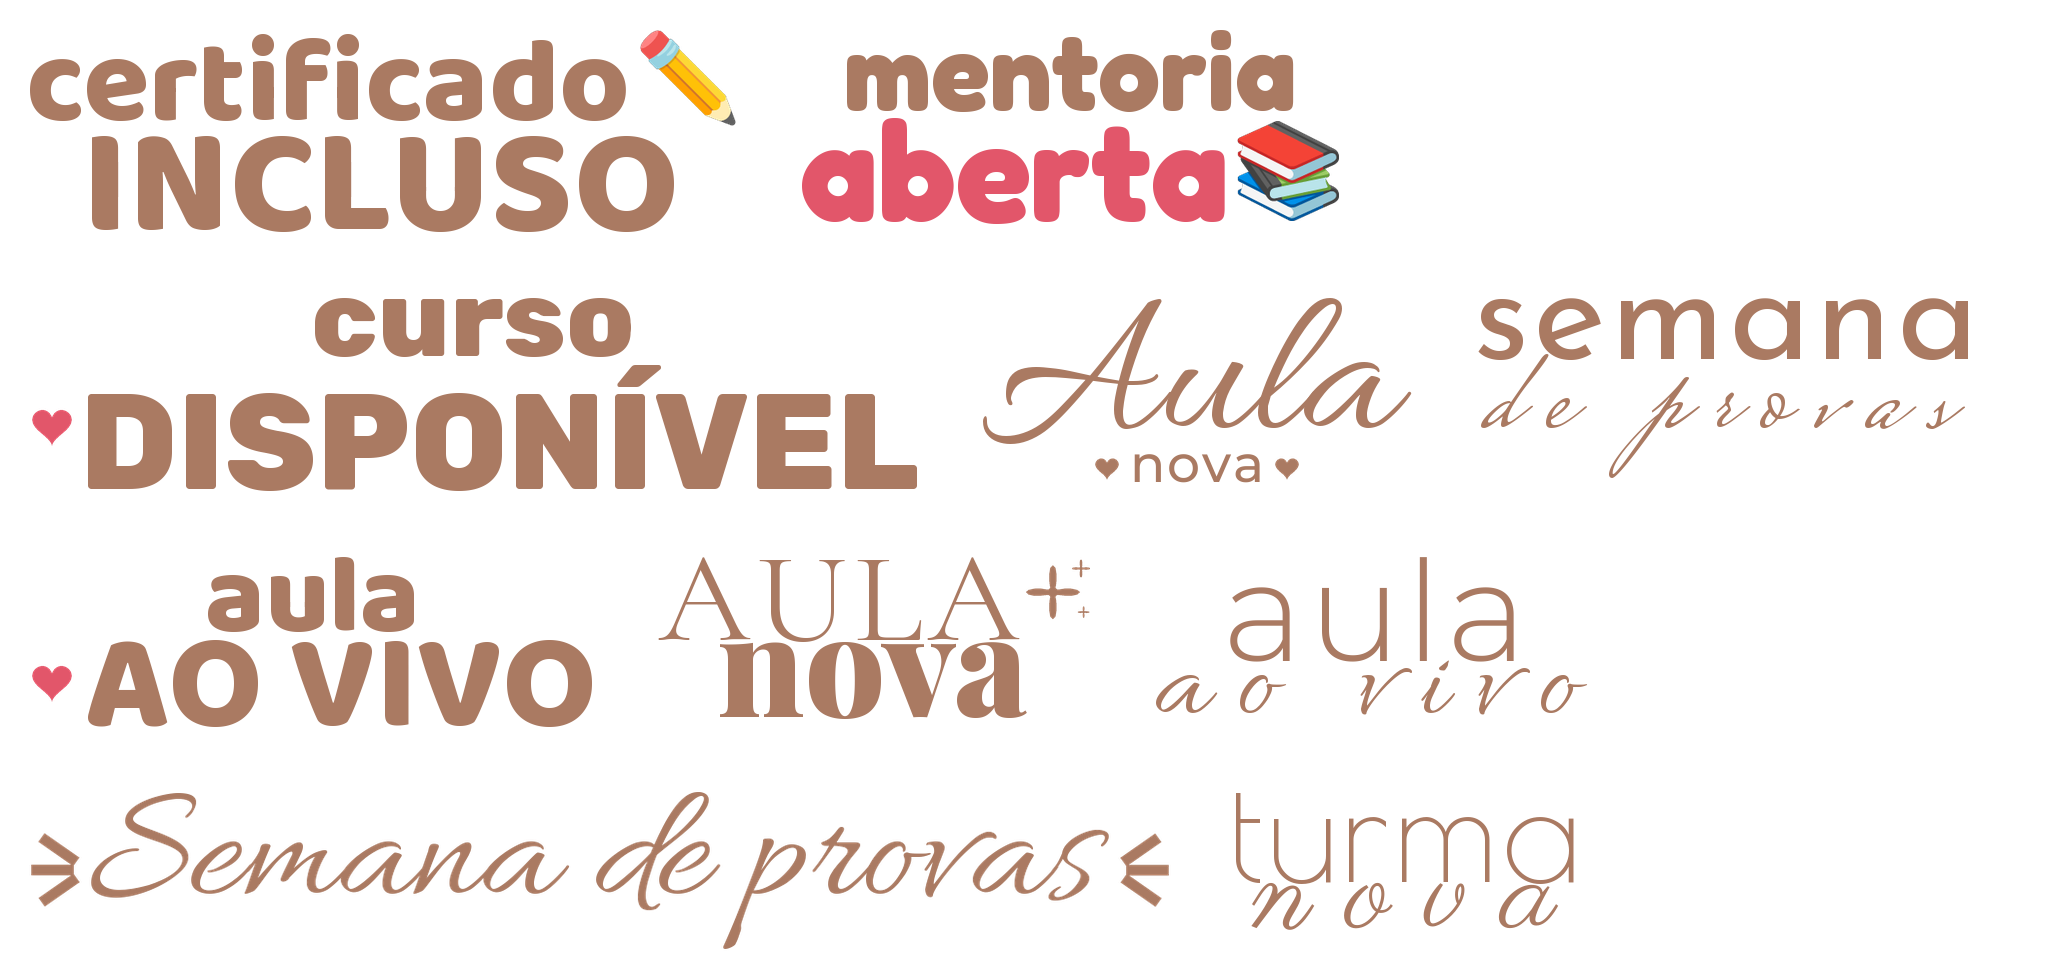 certificado
INCLUSO
mentoria
aberta
curso
DISPONÍVEL
Aula
nova
semana
de provas
aula
AO VIVO
AULA
nova
aula
ao vivo
Semana de provas
turma
nova